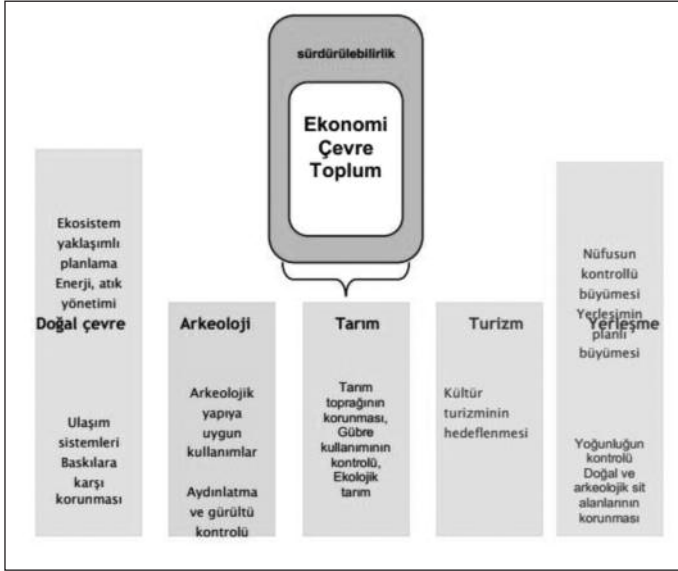 sürdürülebilirlik
Ekonomi
Çevre
Toplum
Ekosistem
yaklaşımlı
planlama
Enerji, atık
yönetimi
Doğal çevre
Ulaşım
sistemleri
Baskılara
karşı
korunması
Arkeoloji
Arkeolojik
yapıya
uygun
kullanımlar
Aydınlatma
ve gürültü
kontrolü
Tarım
Tarım
toprağının
korunması,
Gübre
kullanımının
kontrolü,
Ekolojik
tarım
Turizm
Kültür
turizminin
hedeflenmesi
Nüfusun
kontrollü
büyümesi
Yerleşimin
planlı
Yerleşme
büyümesi
Yoğunluğun
kontrolü
Doğal ve
arkeolojik sit
alanlarının
korunması